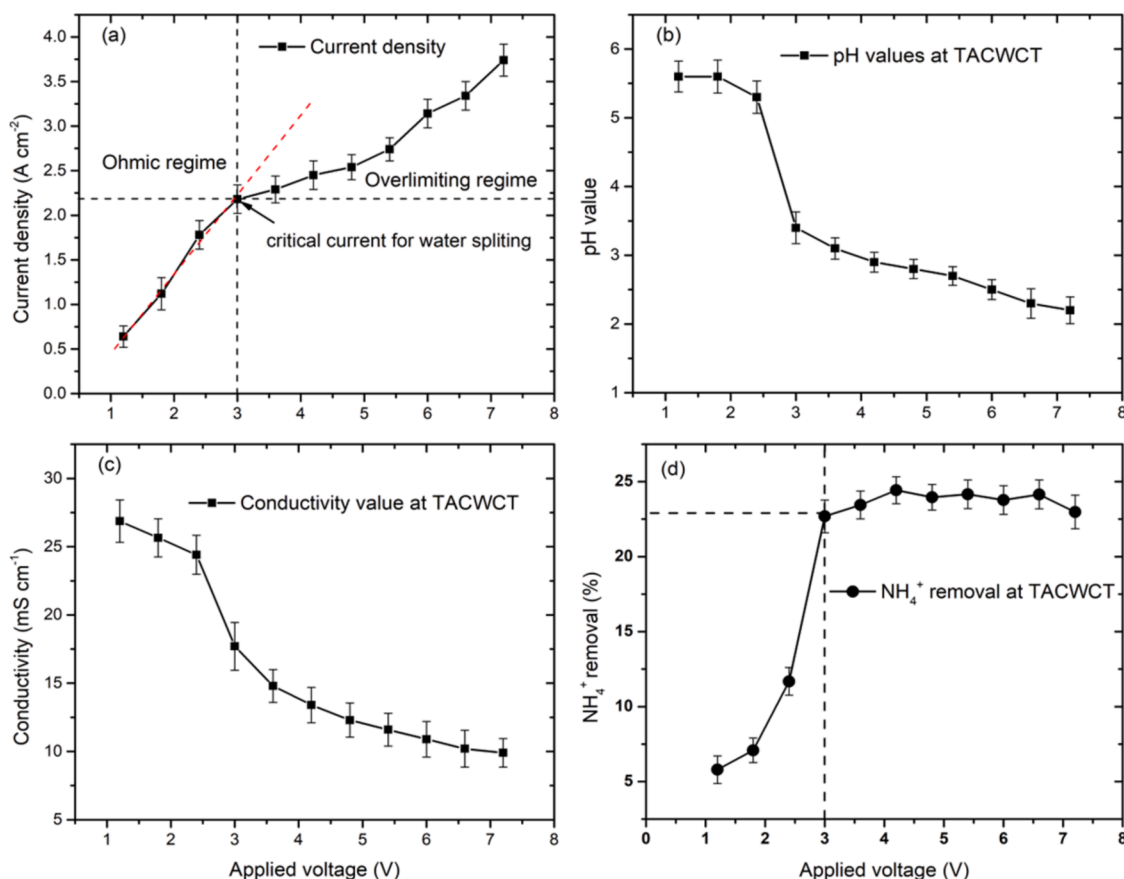 (a)
Current density
Ohmic regime
Overlimiting regime
critical current for water spliting
Current density (A cm⁻²)
4.0
3.5
3.0
2.5
2.0
1.5
1.0
0.5
0.0
1 2 3 4 5 6 7 8
(b)
pH values at TACWCT
pH value
6
5
4
3
2
1
1 2 3 4 5 6 7 8
(c)
Conductivity value at TACWCT
Conductivity (mS cm⁻¹)
30
25
20
15
10
5
1 2 3 4 5 6 7 8
Applied voltage (V)
(d)
NH₄⁺ removal at TACWCT
NH₄⁺ removal (%)
25
23
20
15
10
5
0 1 2 3 4 5 6 7 8
Applied voltage (V)